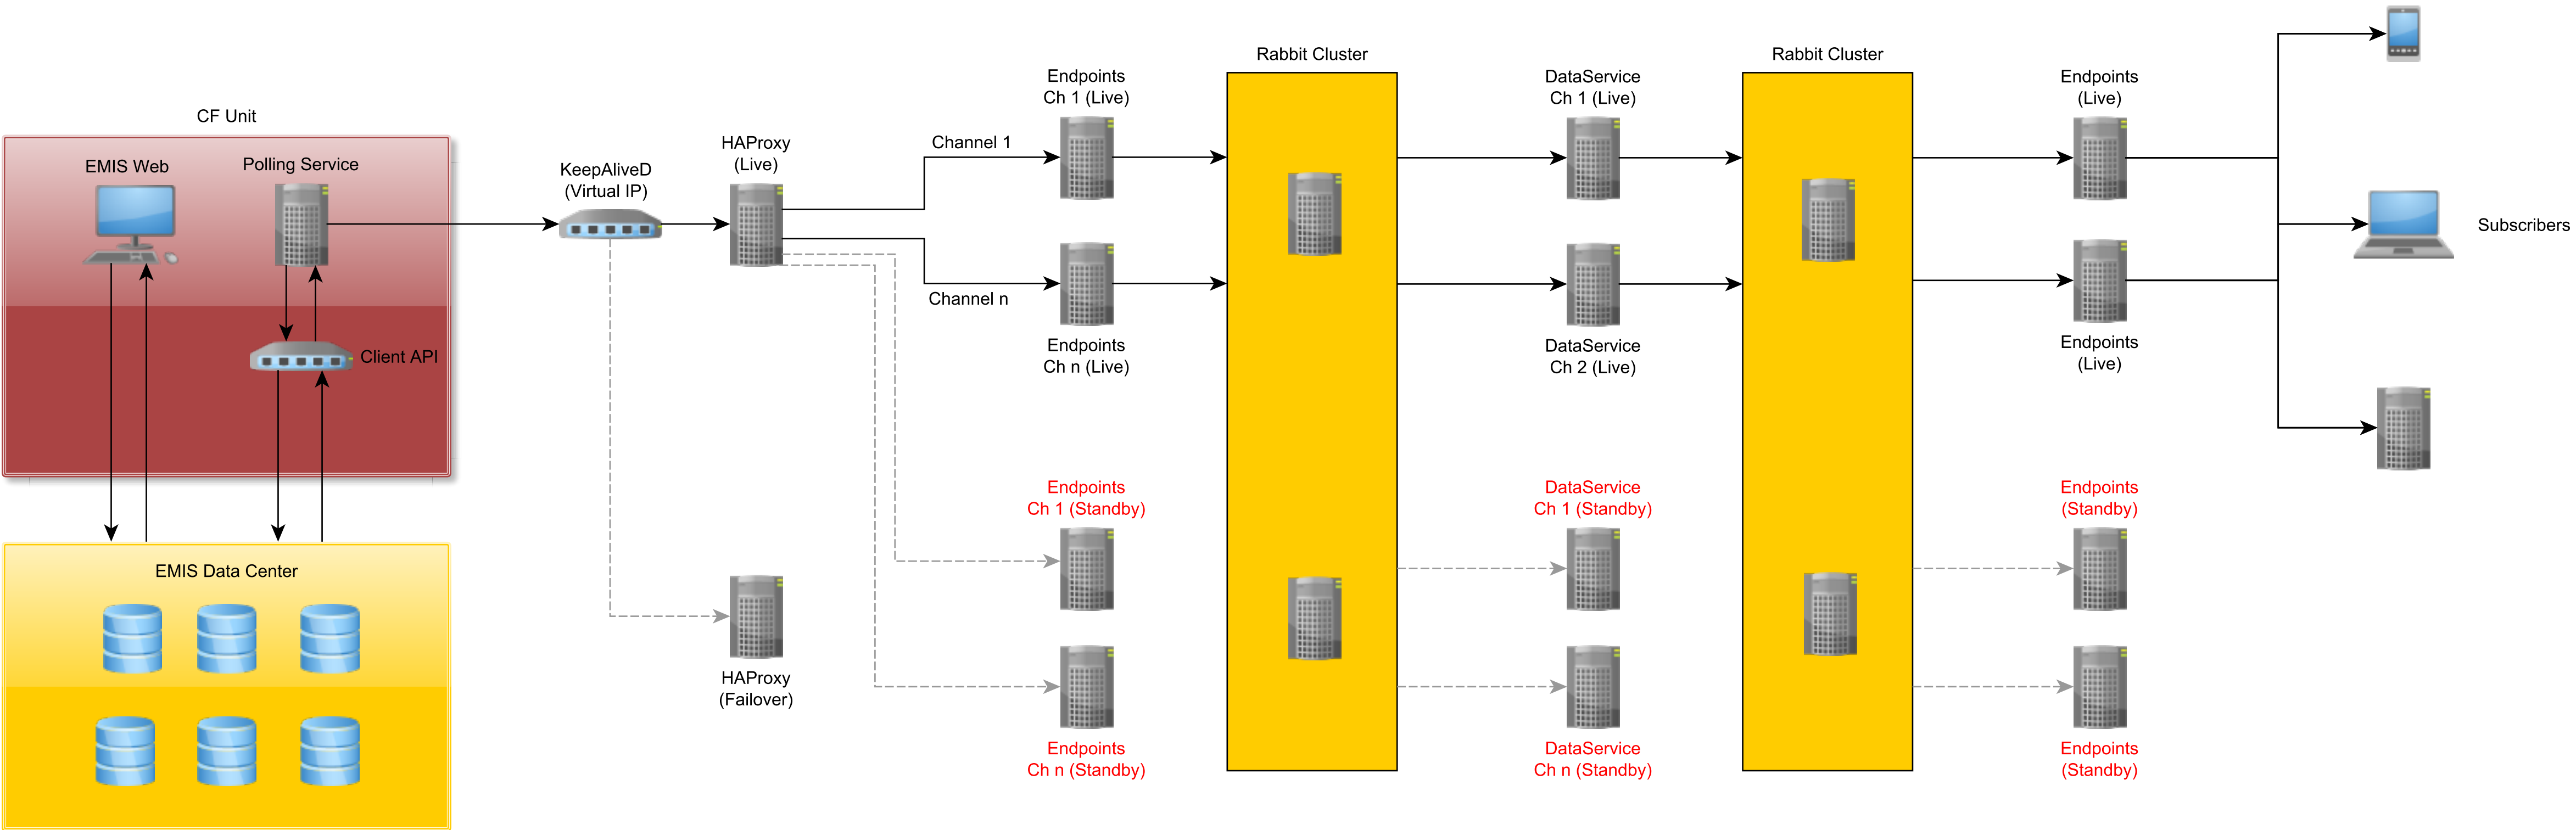 CF Unit
EMIS Web
Polling Service
Client API
EMIS Data Center
KeepAliveD
(Virtual IP)
HAProxy
(Live)
HAProxy
(Failover)
Channel 1
Channel n
Endpoints
Ch 1 (Live)
Endpoints
Ch n (Live)
Endpoints
Ch 1 (Standby)
Endpoints
Ch n (Standby)
Rabbit Cluster
DataService
Ch 1 (Live)
DataService
Ch 2 (Live)
DataService
Ch 1 (Standby)
DataService
Ch n (Standby)
Rabbit Cluster
Endpoints
(Live)
Endpoints
(Live)
Endpoints
(Standby)
Endpoints
(Standby)
Subscribers